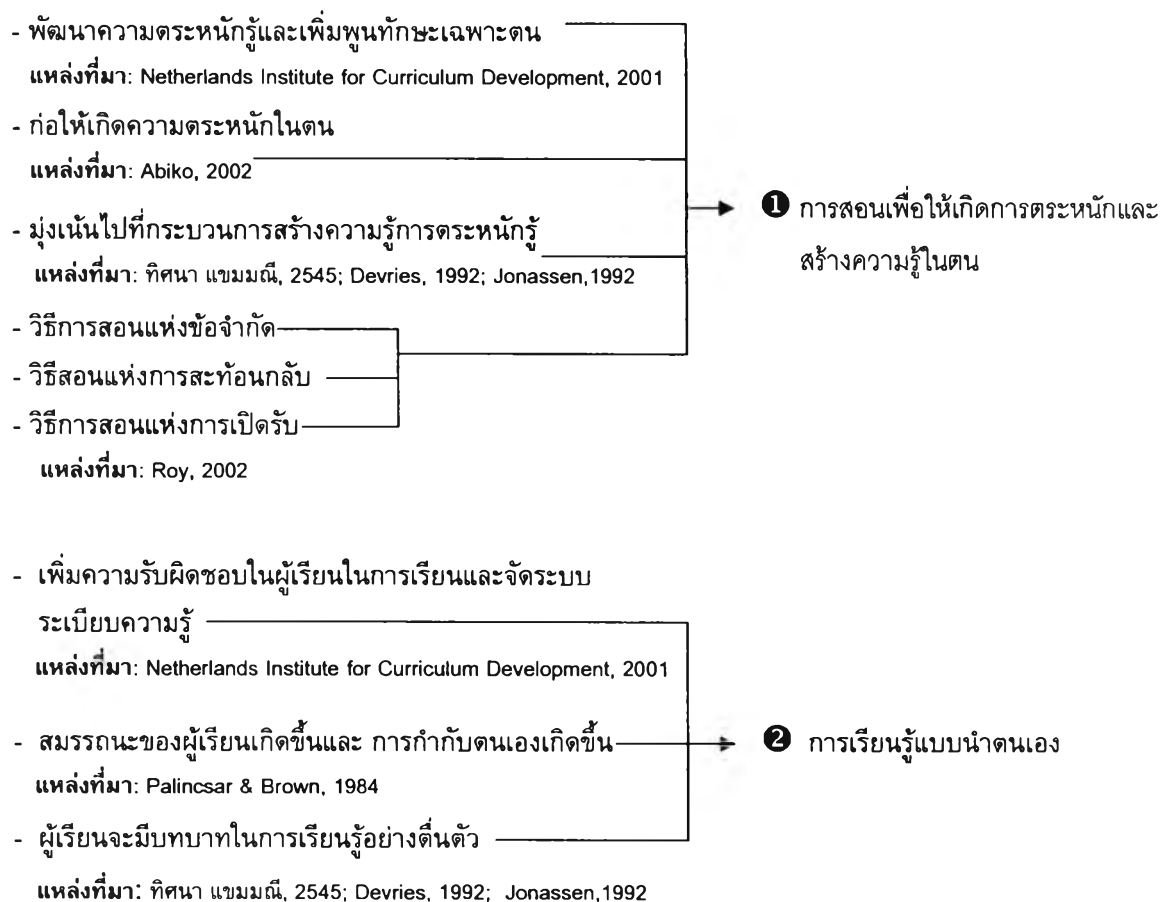 - พัฒนาความตระหนักรู้และเพิ่มพูนทักษะเฉพาะตน
แหล่งที่มา: Netherlands Institute for Curriculum Development, 2001
- ก่อให้เกิดความตระหนักในตน
แหล่งที่มา: Abiko, 2002
- มุ่งเน้นไปที่กระบวนการสร้างความรู้การตระหนักรู้
แหล่งที่มา: ทิศนา แขมมณี, 2545; Devries, 1992; Jonassen,1992
- วิธีการสอนแห่งข้อจำกัด
- วิธีสอนแห่งการสะท้อนกลับ
- วิธีการสอนแห่งการเปิดรับ
แหล่งที่มา: Roy, 2002
❶ การสอนเพื่อให้เกิดการตระหนักและ
สร้างความรู้ในตน
- เพิ่มความรับผิดชอบในผู้เรียนในการเรียนและจัดระบบ
ระเบียบความรู้
แหล่งที่มา: Netherlands Institute for Curriculum Development, 2001
- สมรรถนะของผู้เรียนเกิดขึ้นและ การกำกับตนเองเกิดขึ้น
แหล่งที่มา: Palincsar & Brown, 1984
- ผู้เรียนจะมีบทบาทในการเรียนรู้อย่างตื่นตัว
แหล่งที่มา: ทิศนา แขมมณี, 2545; Devries, 1992; Jonassen,1992
❷ การเรียนรู้แบบนำตนเอง